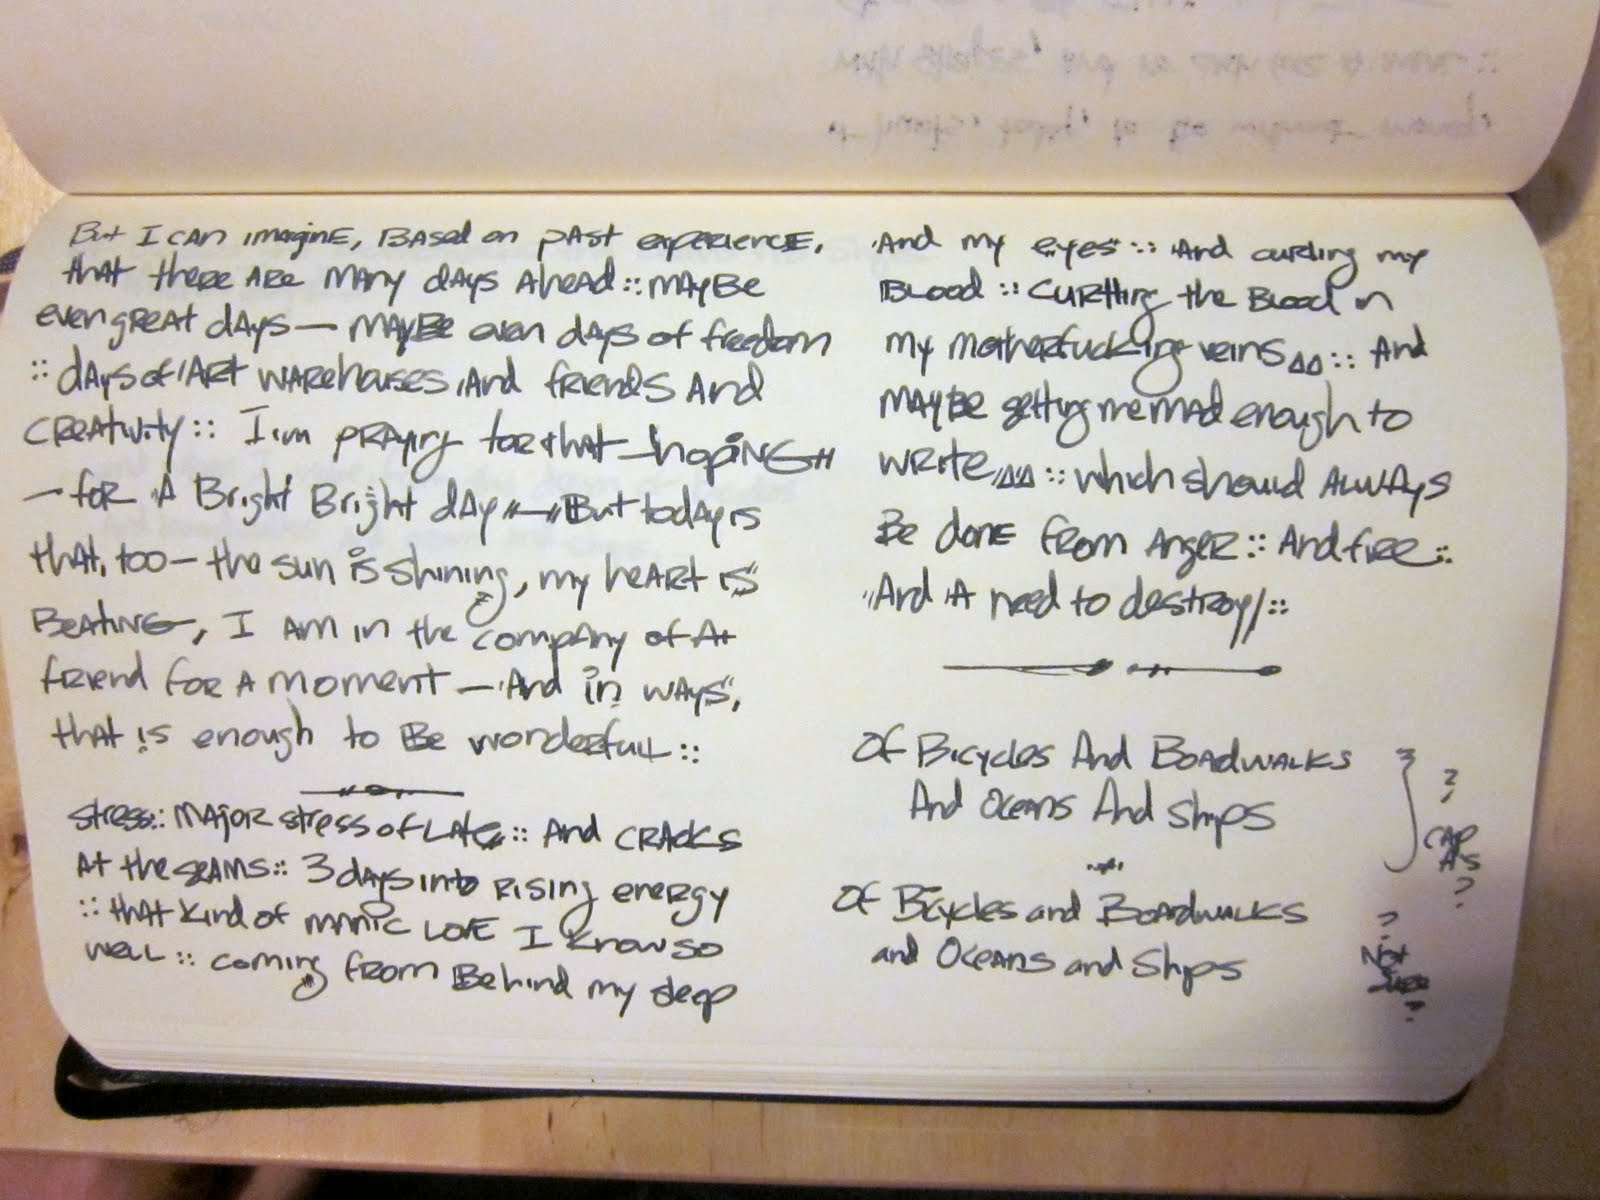 But I can imagine, Based on past experience,
that there are many days ahead :: maybe
even great days — maybe even days of freedom
:: days of Art warehouses and friends and
creativity :: I'm praying for that — hoping
— for a Bright Bright day — But today is
that, too — the sun is shining, my heart is
Beating, I am in the company of a
friend for a moment — And in ways,
that is enough to Be wonderfull ::
stress :: major stress of late :: And cracks
at the seams :: 3 days into rising energy
:: that kind of manic love I know so
well :: coming from Behind my sleep
And my eyes :: And curling my
Blood :: curtling the Blood in
my motherfucking veins :: And
maybe getting me mad enough to
write :: which should always
Be done from Anger :: And fire ::
And a need to destroy/ ::
Of Bicycles And Boardwalks
And Oceans And Ships
? CAPALS ?
Of Bicycles and Boardwalks
and Oceans and Ships
? Not